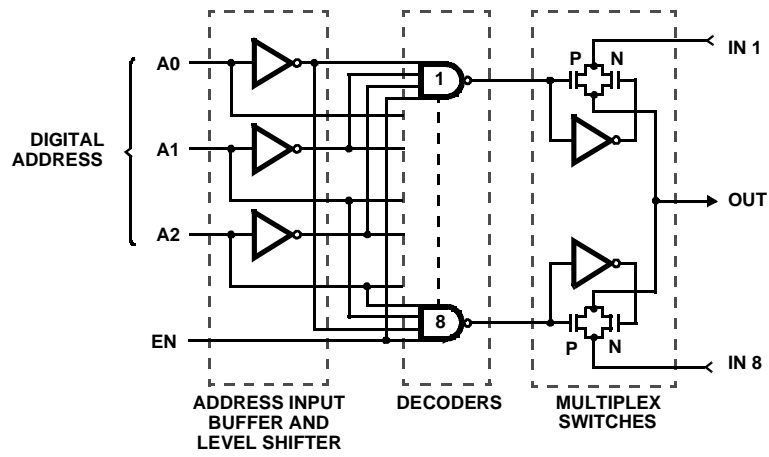 A0
1
P
N
IN 1
DIGITAL
ADDRESS
A1
OUT
A2
8
EN
P
N
IN 8
ADDRESS INPUT
BUFFER AND
LEVEL SHIFTER
DECODERS
MULTIPLEX
SWITCHES